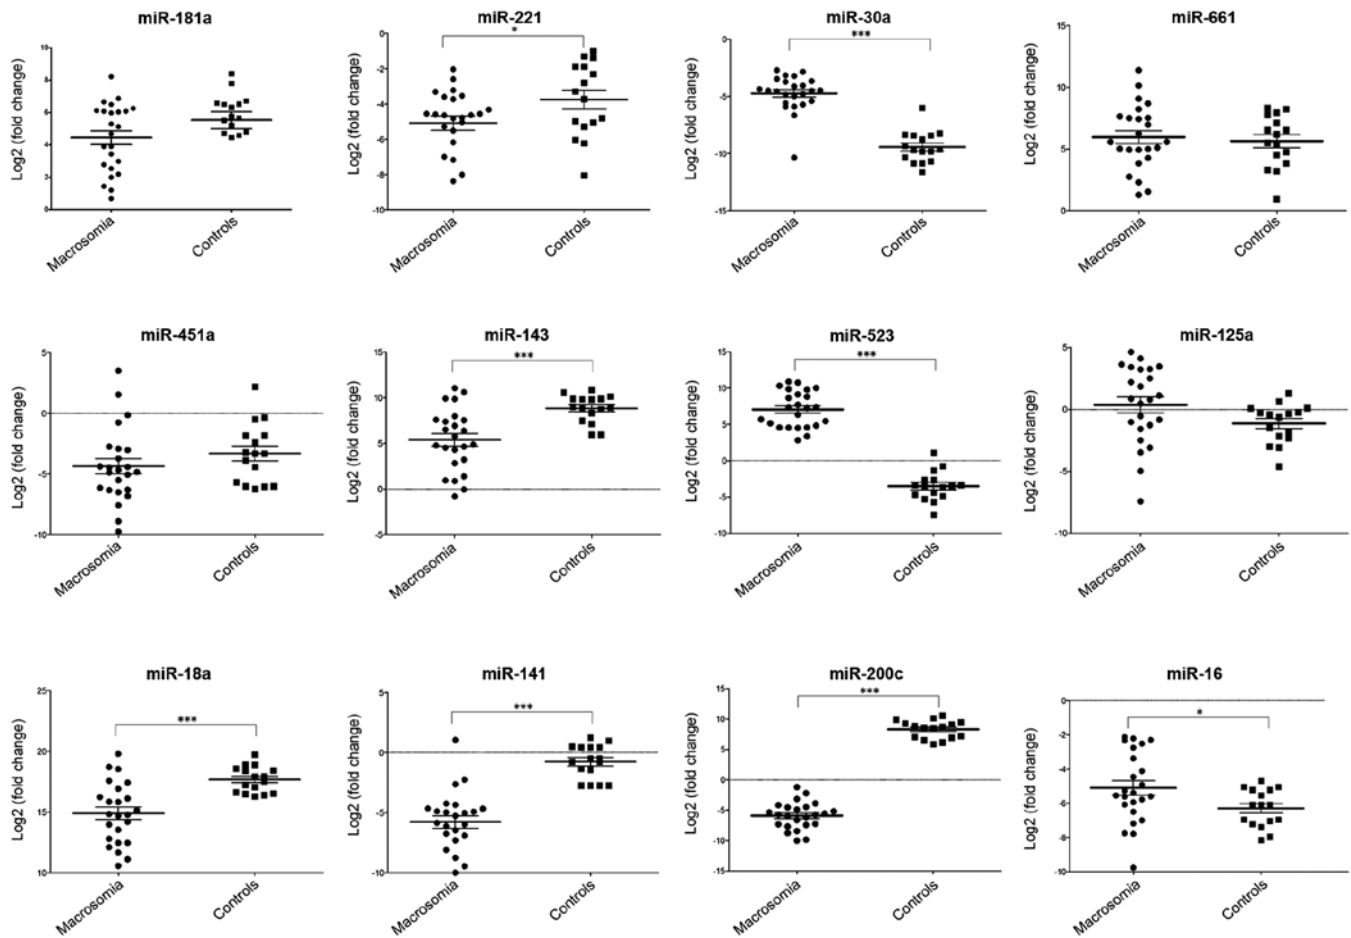 miR-181a
Log2 (fold change)
10
8
6
4
2
0
Macrosomia
Controls
miR-221
*
Log2 (fold change)
0
-2
-4
-6
-8
-10
Macrosomia
Controls
miR-30a
***
Log2 (fold change)
0
-5
-10
-15
Macrosomia
Controls
miR-661
Log2 (fold change)
15
10
5
0
Macrosomia
Controls
miR-451a
Log2 (fold change)
5
0
-5
-10
Macrosomia
Controls
miR-143
***
Log2 (fold change)
15
10
5
0
-5
Macrosomia
Controls
miR-523
***
Log2 (fold change)
15
10
5
0
-5
-10
Macrosomia
Controls
miR-125a
Log2 (fold change)
5
0
-5
-10
Macrosomia
Controls
miR-18a
***
Log2 (fold change)
25
20
15
10
Macrosomia
Controls
miR-141
***
Log2 (fold change)
5
0
-5
-10
Macrosomia
Controls
miR-200c
***
Log2 (fold change)
15
10
5
0
-5
-10
-15
Macrosomia
Controls
miR-16
*
Log2 (fold change)
0
-2
-4
-6
-8
-10
Macrosomia
Controls